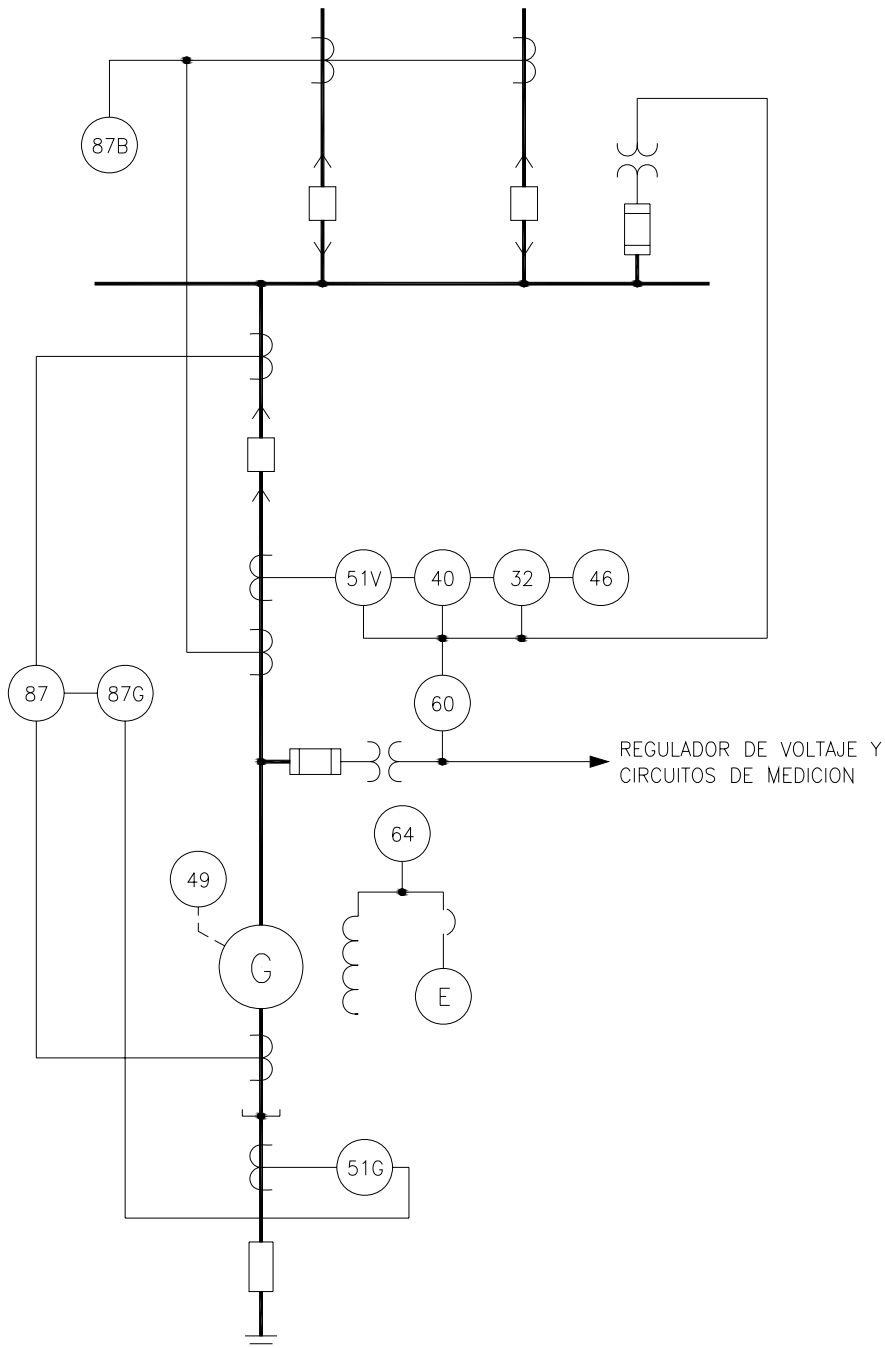 87B
51V
40
32
46
87
87G
60
REGULADOR DE VOLTAJE Y
CIRCUITOS DE MEDICION
64
49
G
E
51G